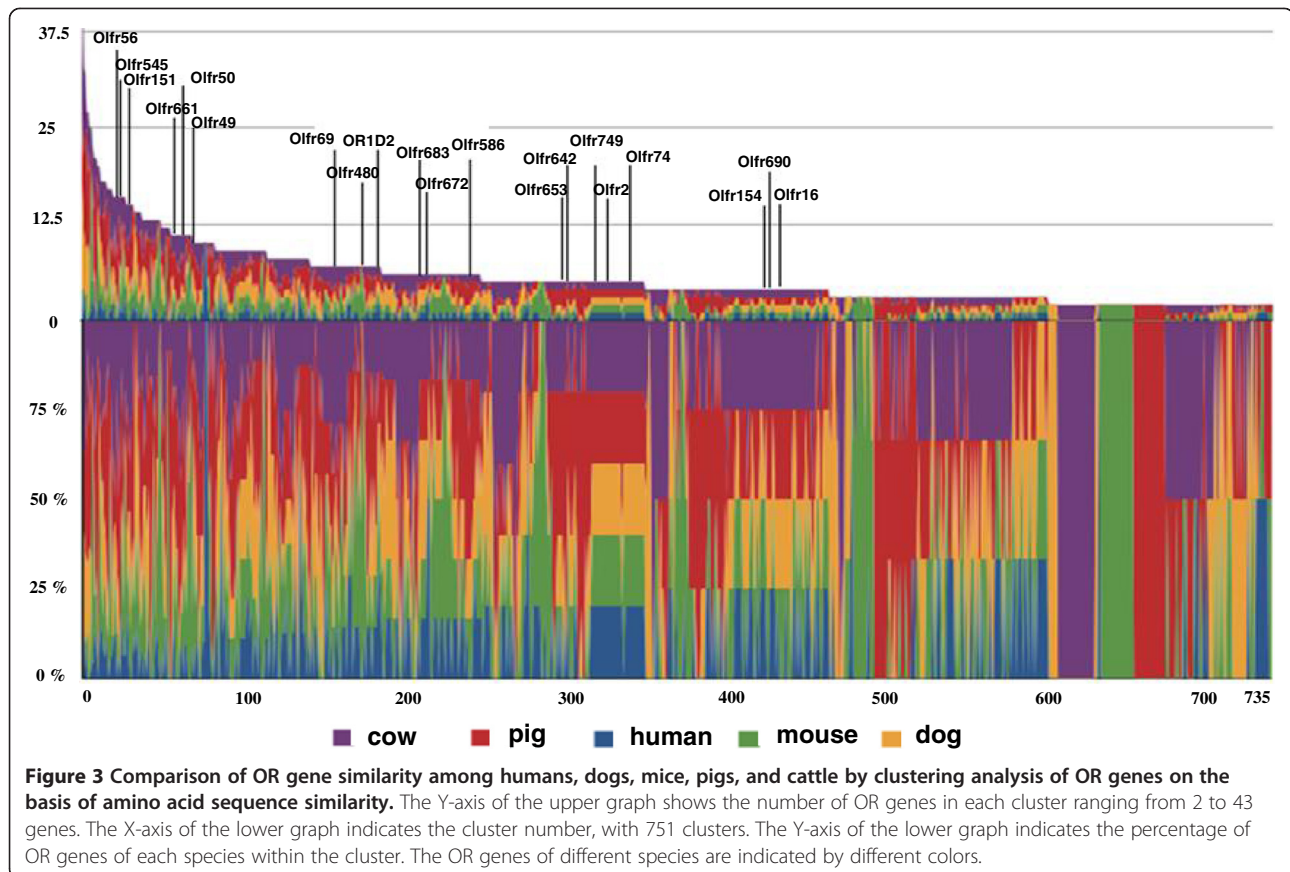 37.5
Olfr56
Olfr545
Olfr151
Olfr50
Olfr661
25
Olfr49
Olfr69
OR1D2
Olfr586
Olfr749
Olfr683
Olfr642
Olfr74
Olfr690
Olfr480
Olfr672
Olfr653
Olfr2
Olfr154
Olfr16
12.5
0
75 %
50 %
25 %
0 %
0 100 200 300 400 500 600 700 735
cow pig human mouse dog
Figure 3 Comparison of OR gene similarity among humans, dogs, mice, pigs, and cattle by clustering analysis of OR genes on the
basis of amino acid sequence similarity. The Y-axis of the upper graph shows the number of OR genes in each cluster ranging from 2 to 43
genes. The X-axis of the lower graph indicates the cluster number, with 751 clusters. The Y-axis of the lower graph indicates the percentage of
OR genes of each species within the cluster. The OR genes of different species are indicated by different colors.